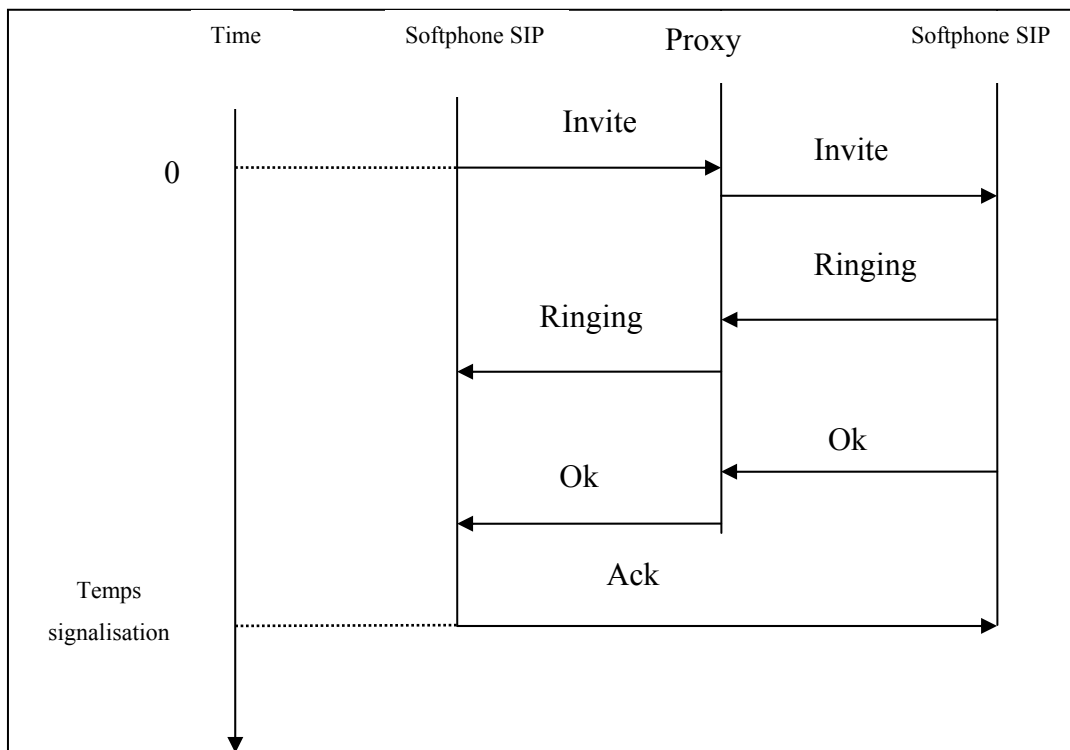 Time
Softphone SIP
Proxy
Softphone SIP
Invite
0
Invite
Ringing
Ringing
Ok
Ok
Ack
Temps
signalisation